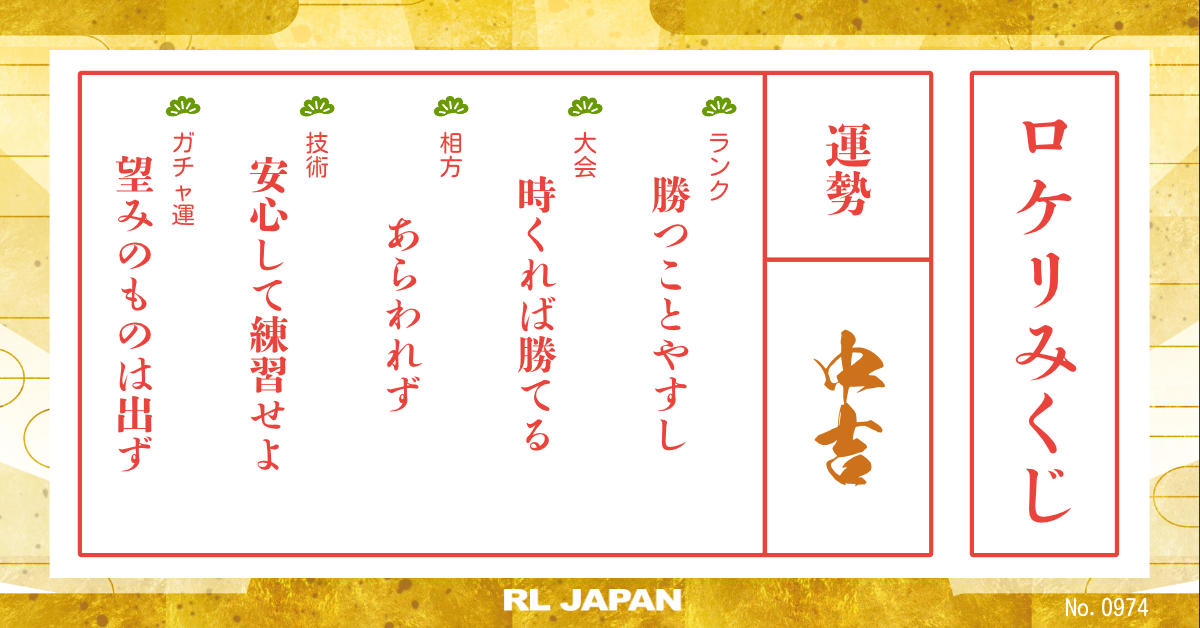 ロケリみくじ
運勢
中吉
ランク
勝つことやすし
大会
時くれば勝てる
相方
あらわれず
技術
安心して練習せよ
ガチャ運
望みのものは出ず
RL JAPAN
No. 0974